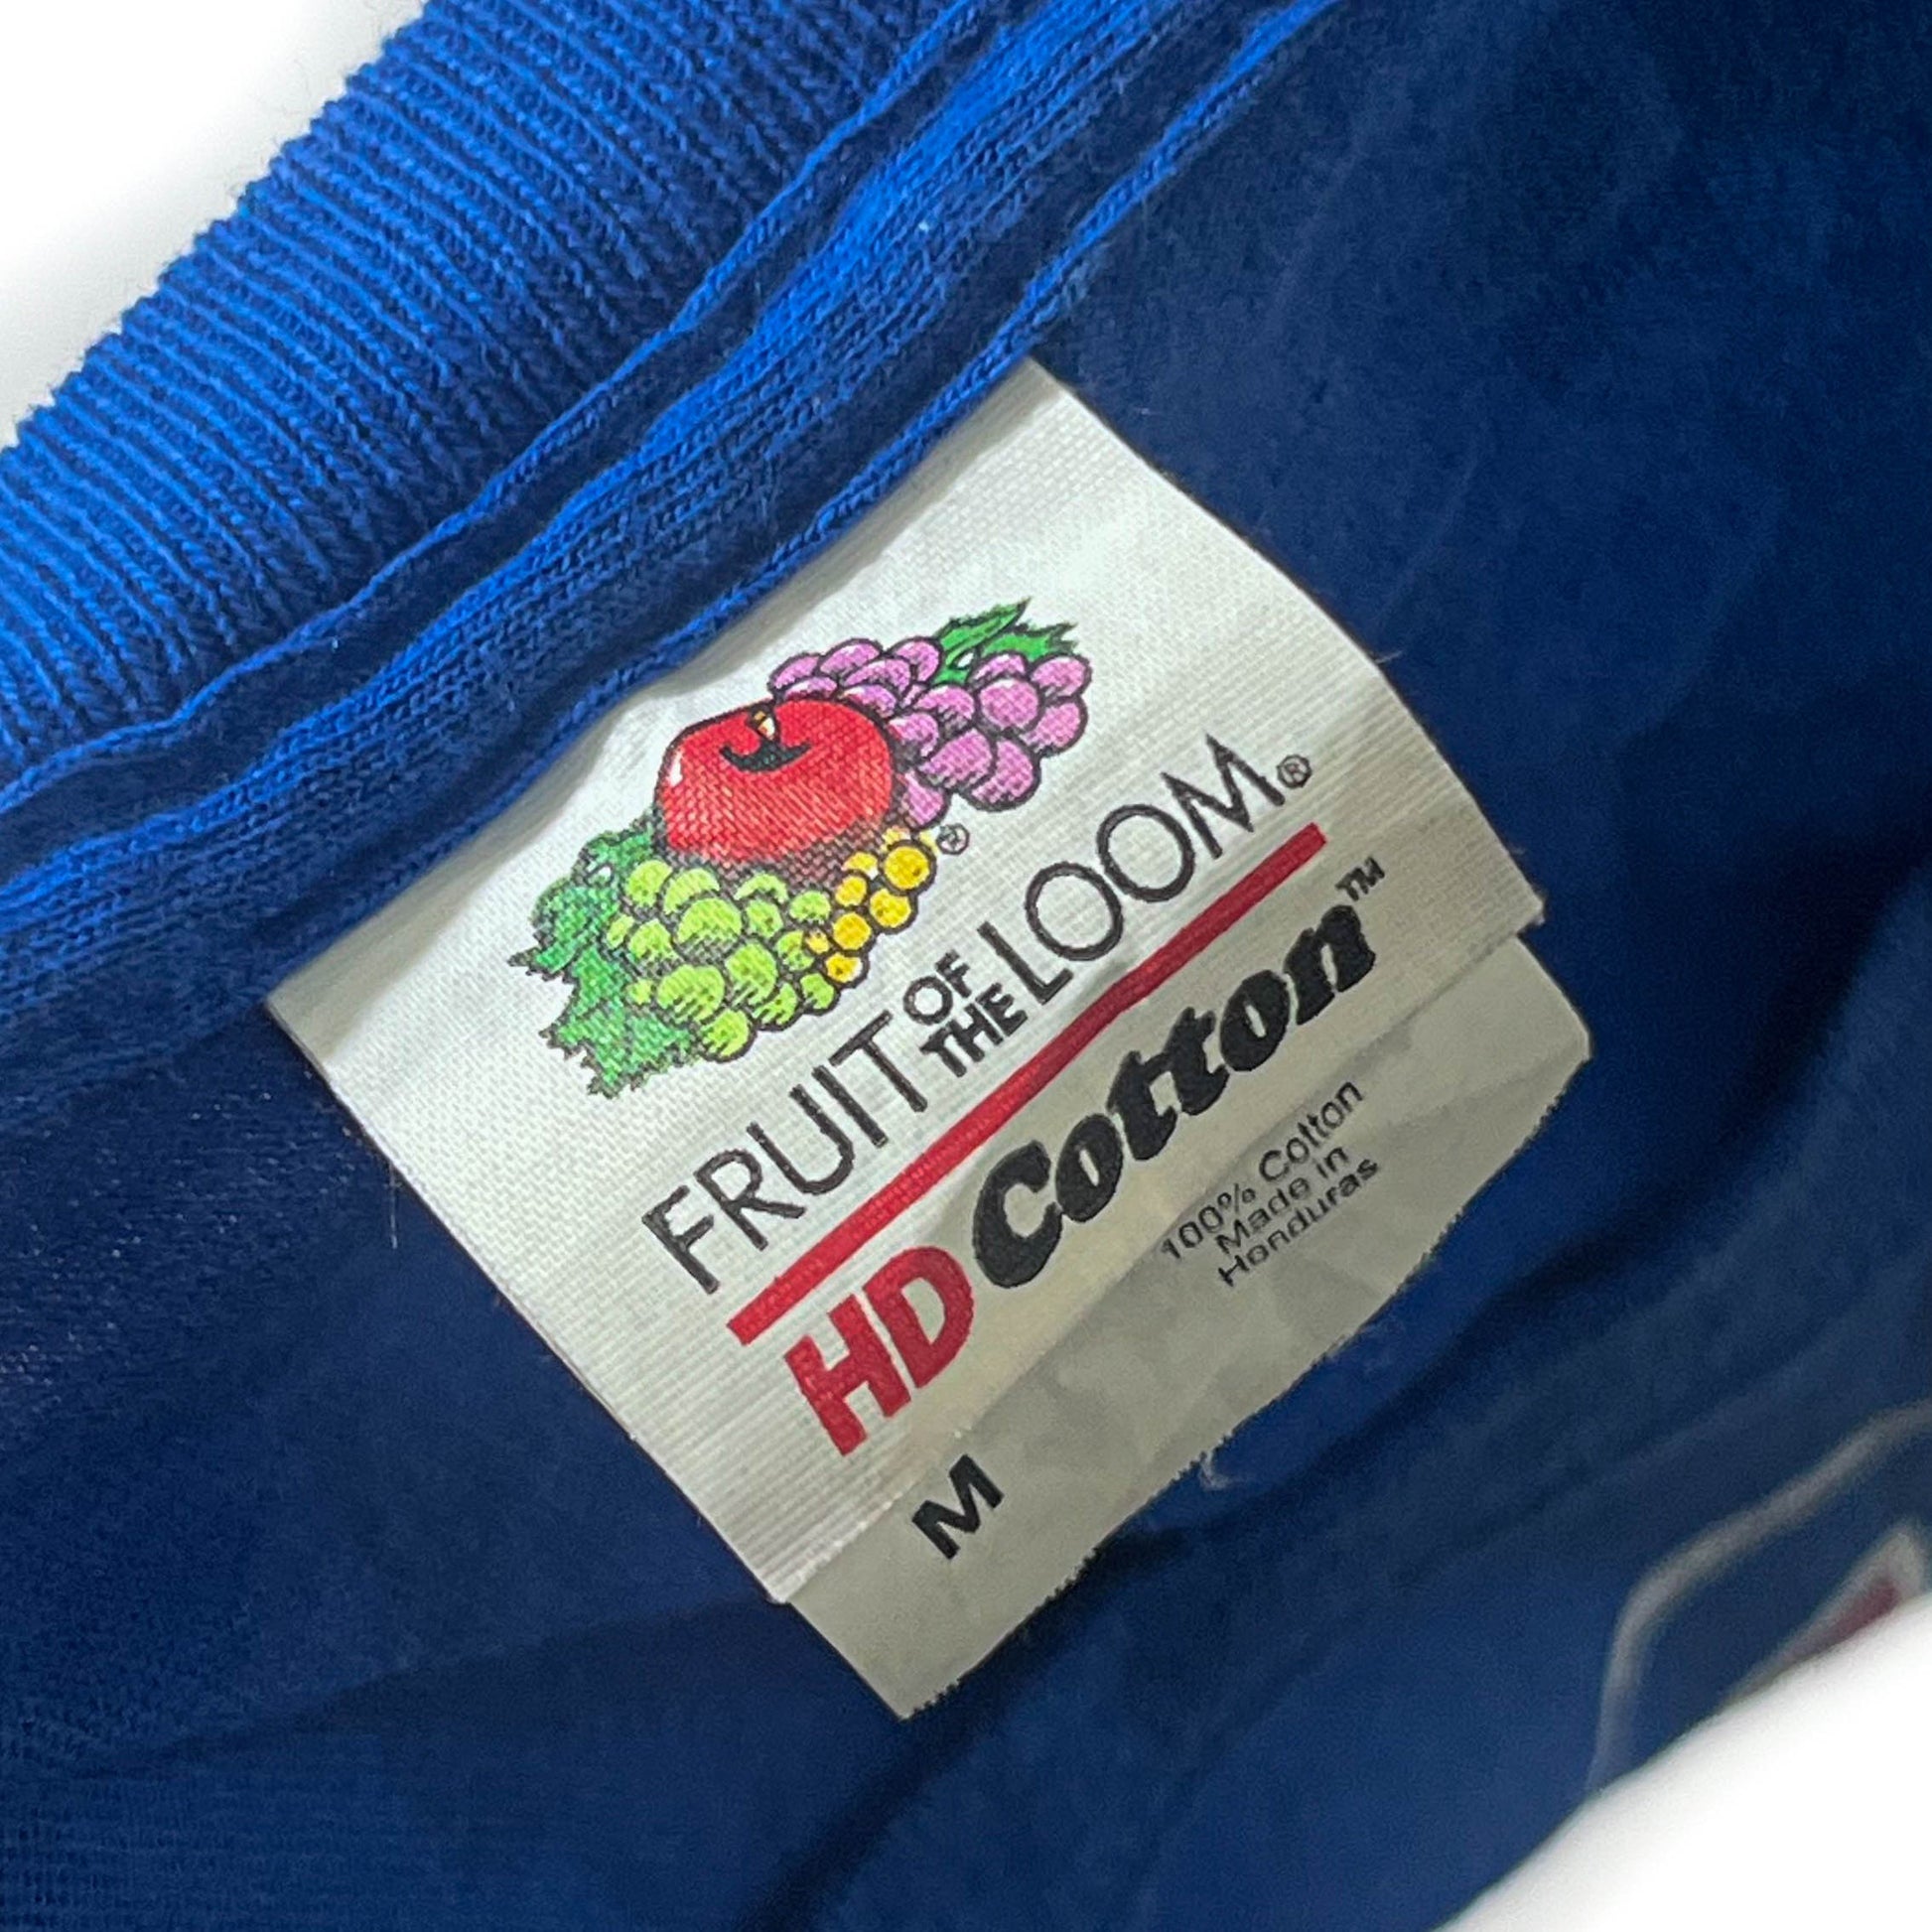 ®
FRUIT OF THE LOOM®
HD Cotton™
100% Cotton
Made in
Honduras
M